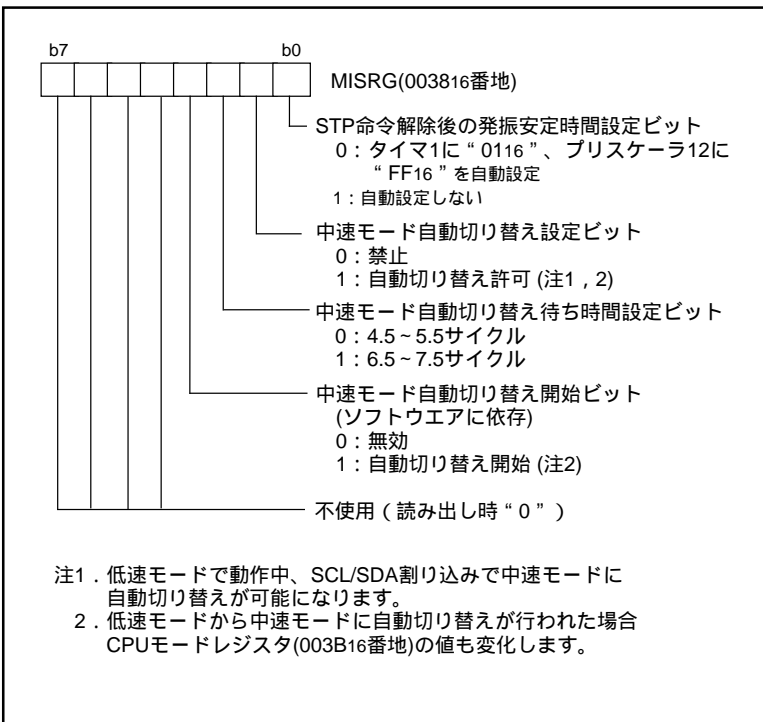 b7 b0
MISRG(003816番地)
STP命令解除後の発振安定時間設定ビット
0：タイマ1に“0116”、プリスケーラ12に
“FF16”を自動設定
1：自動設定しない
中速モード自動切り替え設定ビット
0：禁止
1：自動切り替え許可 (注1，2)
中速モード自動切り替え待ち時間設定ビット
0：4.5~5.5サイクル
1：6.5~7.5サイクル
中速モード自動切り替え開始ビット
(ソフトウエアに依存)
0：無効
1：自動切り替え開始 (注2)
不使用（読み出し時“0”）
注1．低速モードで動作中、SCL/SDA割り込みで中速モードに
自動切り替えが可能になります。
2．低速モードから中速モードに自動切り替えが行われた場合
CPUモードレジスタ(003B16番地)の値も変化します。